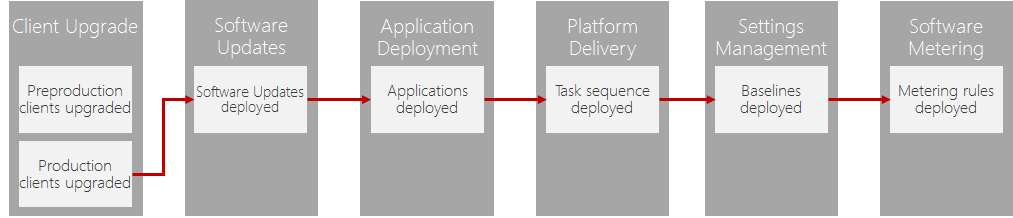 Client Upgrade
Preproduction
clients upgraded
Production
clients upgraded
Software
Updates
Software Updates
deployed
Application
Deployment
Applications
deployed
Platform
Delivery
Task sequence
deployed
Settings
Management
Baselines
deployed
Software
Metering
Metering rules
deployed